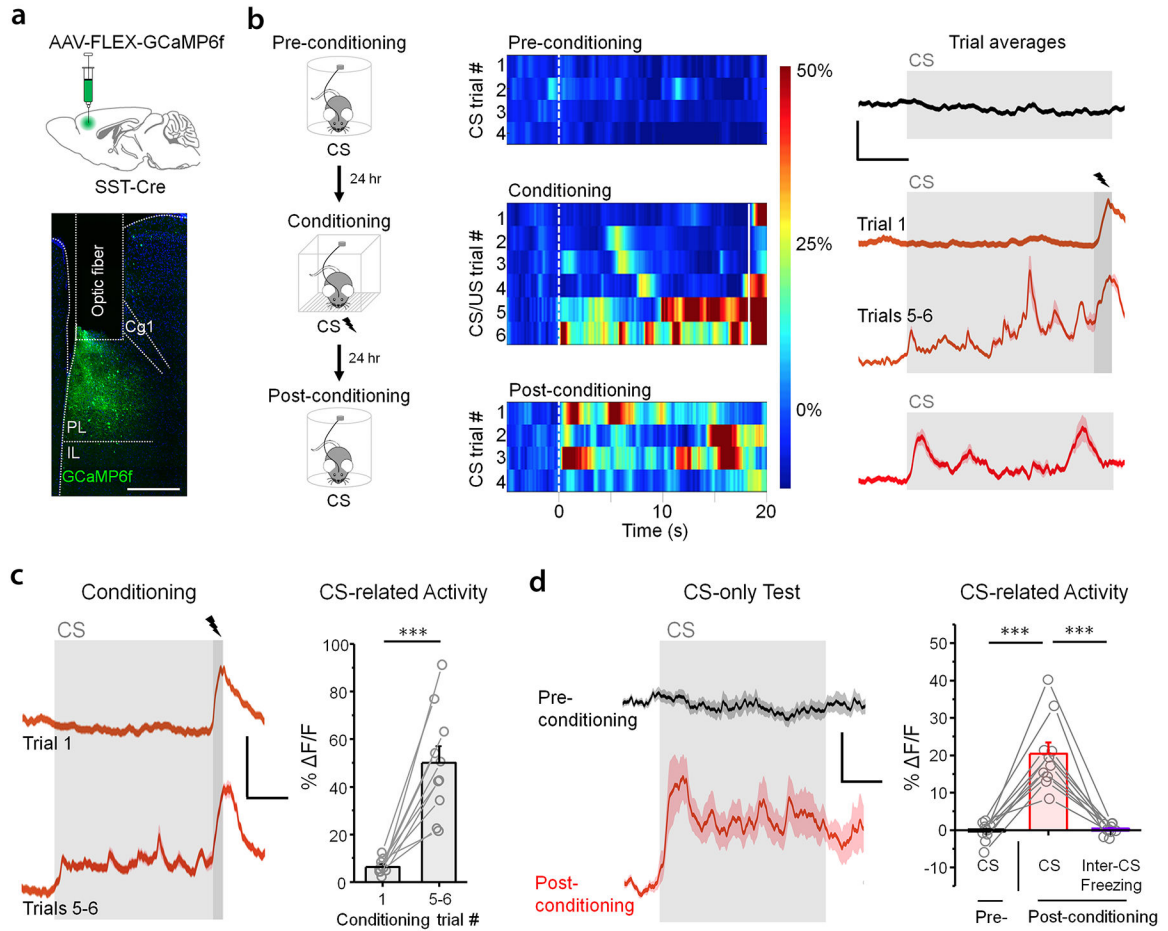 a
AAV-FLEX-GCaMP6f
SST-Cre
Optic fiber
Cg1
PL
IL
GCaMP6f
b
Pre-conditioning
CS
24 hr
Conditioning
CS
24 hr
Post-conditioning
CS
Pre-conditioning
CS trial #
1
2
3
4
Conditioning
CS/US trial #
1
2
3
4
5
6
Post-conditioning
CS trial #
1
2
3
4
0
10
20
Time (s)
50%
25%
0%
Trial averages
CS
CS
Trial 1
Trials 5-6
CS
c
Conditioning
CS
Trial 1
Trials 5-6
CS-related Activity
***
% ΔF/F
100
80
60
40
20
0
1
5-6
Conditioning trial #
d
CS-only Test
CS
Pre-
conditioning
Post-
conditioning
CS-related Activity
***
***
% ΔF/F
50
40
30
20
10
0
-10
CS
CS
Inter-CS
Freezing
Pre-
Post-conditioning